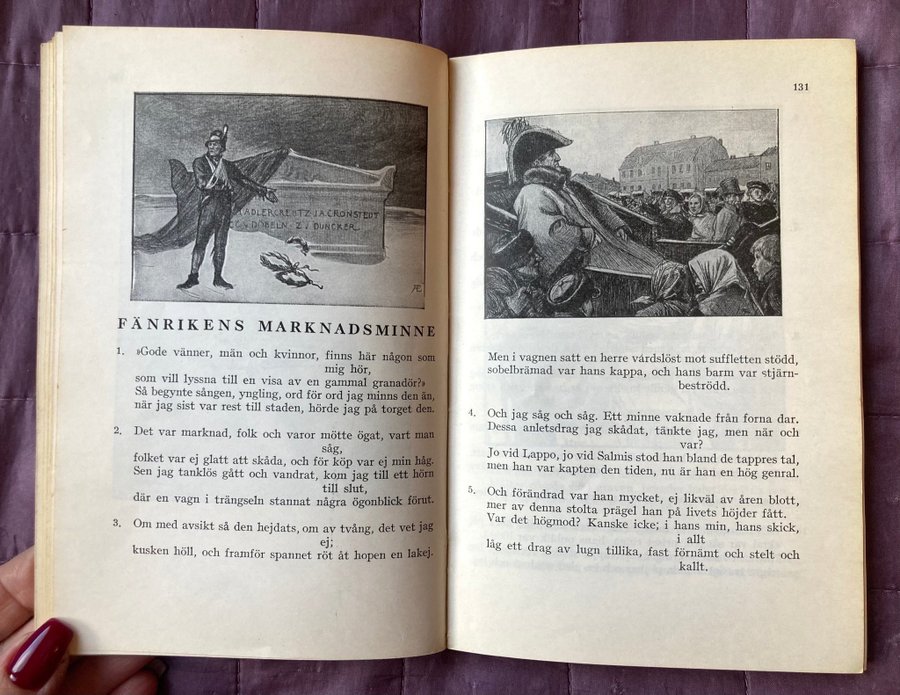 ADLERCREUTZ J.A. CRONSTEDT
DÖBELN · Z J DUNCKER
Æ
FÄNRIKENS MARKNADSMINNE
1. »Gode vänner, män och kvinnor, finns här någon som
mig hör,
som vill lyssna till en visa av en gammal granadör?»
Så begynte sången, yngling, ord för ord jag minns den än,
när jag sist var rest till staden, hörde jag på torget den.
2. Det var marknad, folk och varor mötte ögat, vart man
såg,
folket var ej glatt att skåda, och för köp var ej min håg.
Sen jag tanklös gått och vandrat, kom jag till ett hörn
till slut,
där en vagn i trängseln stannat några ögonblick förut.
3. Om med avsikt så den hejdats, om av tvång, det vet jag
ej;
kusken höll, och framför spannet röt åt hopen en lakej.
131
Men i vagnen satt en herre vårdslöst mot suffletten stödd,
sobelbrämad var hans kappa, och hans barm var stjärn-
beströdd.
4. Och jag såg och såg. Ett minne vaknade från forna dar.
Dessa anletsdrag jag skådat, tänkte jag, men när och
var?
Jo vid Lappo, jo vid Salmis stod han bland de tappres tal,
men han var kapten den tiden, nu är han en hög genral.
5. Och förändrad var han mycket, ej likväl av åren blott,
mer av denna stolta prägel han på livets höjder fått.
Var det högmod? Kanske icke; i hans min, hans skick,
i allt
låg ett drag av lugn tillika, fast förnämt och stelt och
kallt.